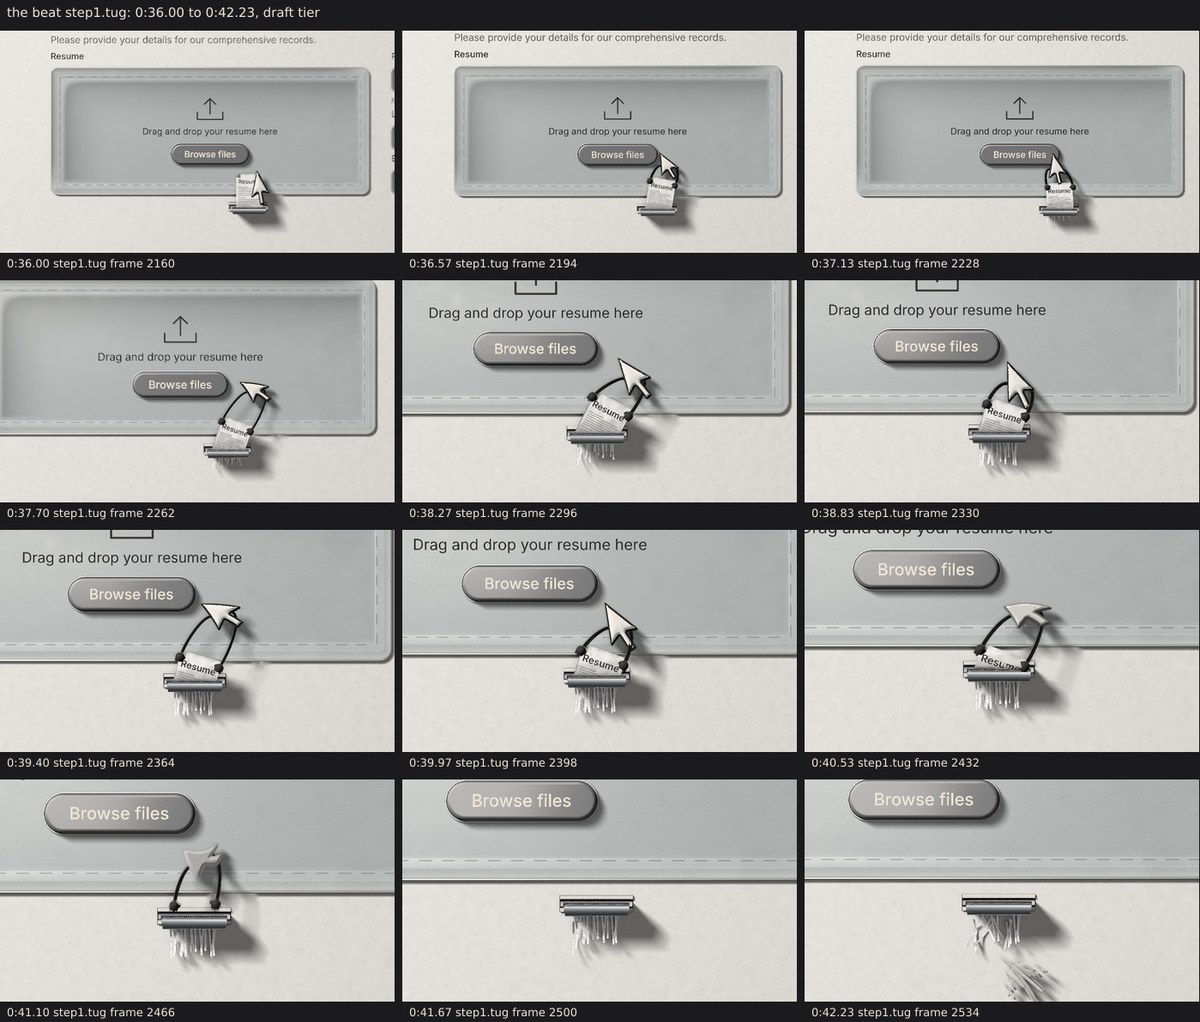 the beat step1.tug: 0:36.00 to 0:42.23, draft tier
Please provide your details for our comprehensive records.
Resume
Drag and drop your resume here
Browse files
Resume
0:36.00 step1.tug frame 2160
Please provide your details for our comprehensive records.
Resume
Drag and drop your resume here
Browse files
Resume
0:36.57 step1.tug frame 2194
Please provide your details for our comprehensive records.
Resume
Drag and drop your resume here
Browse files
Resume
0:37.13 step1.tug frame 2228
Drag and drop your resume here
Browse files
Resume
0:37.70 step1.tug frame 2262
Drag and drop your resume here
Browse files
Resume
0:38.27 step1.tug frame 2296
Drag and drop your resume here
Browse files
Resume
0:38.83 step1.tug frame 2330
Drag and drop your resume here
Browse files
Resume
0:39.40 step1.tug frame 2364
Drag and drop your resume here
Browse files
Resume
0:39.97 step1.tug frame 2398
Drag and drop your resume here
Browse files
Resume
0:40.53 step1.tug frame 2432
Browse files
0:41.10 step1.tug frame 2466
Browse files
0:41.67 step1.tug frame 2500
Browse files
0:42.23 step1.tug frame 2534